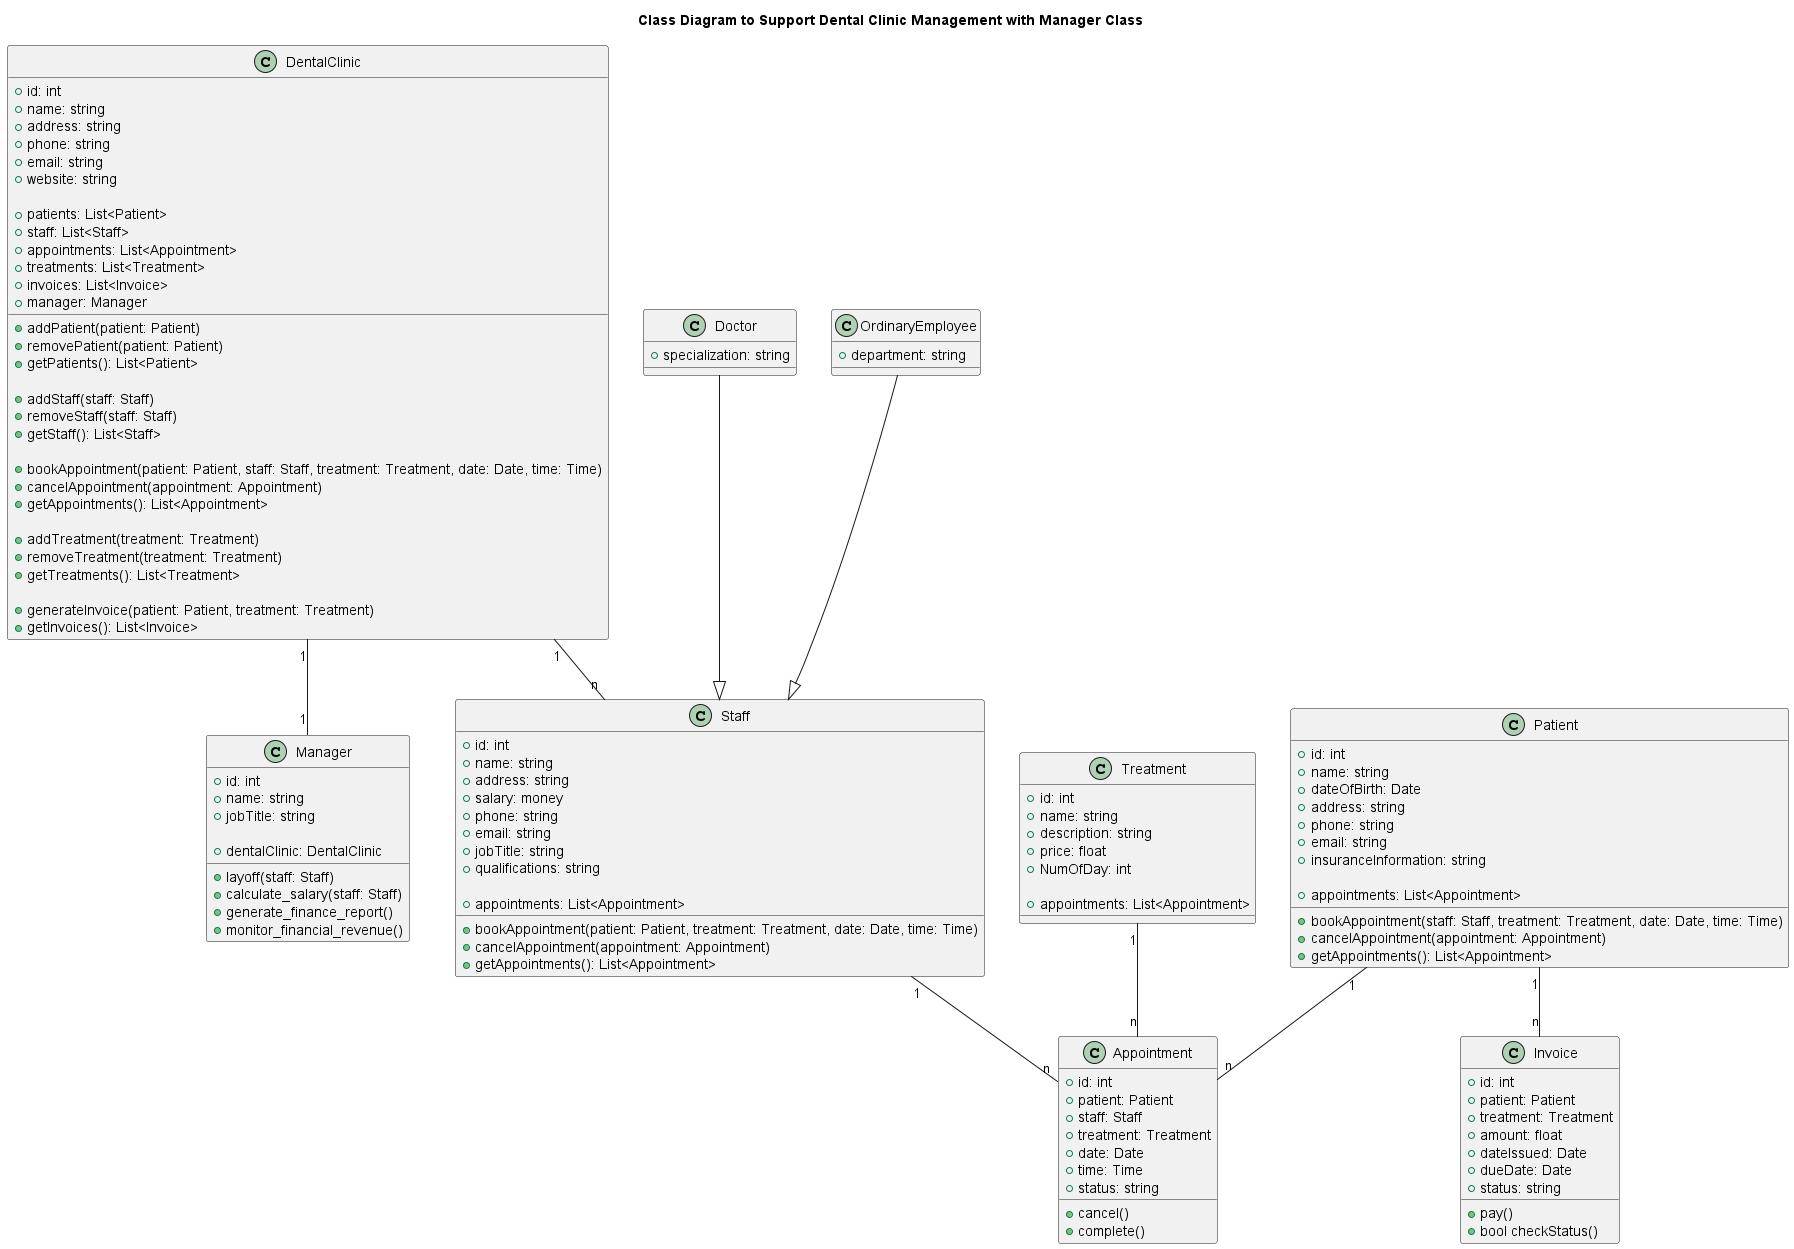 Class Diagram to Support Dental Clinic Management with Manager Class
C DentalClinic
id: int
name: string
address: string
phone: string
email: string
website: string
patients: List<Patient>
staff: List<Staff>
appointments: List<Appointment>
treatments: List<Treatment>
invoices: List<Invoice>
manager: Manager
addPatient(patient: Patient)
removePatient(patient: Patient)
getPatients(): List<Patient>
addStaff(staff: Staff)
removeStaff(staff: Staff)
getStaff(): List<Staff>
bookAppointment(patient: Patient, staff: Staff, treatment: Treatment, date: Date, time: Time)
cancelAppointment(appointment: Appointment)
getAppointments(): List<Appointment>
addTreatment(treatment: Treatment)
removeTreatment(treatment: Treatment)
getTreatments(): List<Treatment>
generateInvoice(patient: Patient, treatment: Treatment)
getInvoices(): List<Invoice>
C Doctor
specialization: string
C OrdinaryEmployee
department: string
1
1
1
n
C Manager
id: int
name: string
jobTitle: string
dentalClinic: DentalClinic
layoff(staff: Staff)
calculate_salary(staff: Staff)
generate_finance_report()
monitor_financial_revenue()
C Staff
id: int
name: string
address: string
salary: money
phone: string
email: string
jobTitle: string
qualifications: string
appointments: List<Appointment>
bookAppointment(patient: Patient, treatment: Treatment, date: Date, time: Time)
cancelAppointment(appointment: Appointment)
getAppointments(): List<Appointment>
C Treatment
id: int
name: string
description: string
price: float
NumOfDay: int
appointments: List<Appointment>
C Patient
id: int
name: string
dateOfBirth: Date
address: string
phone: string
email: string
insuranceInformation: string
appointments: List<Appointment>
bookAppointment(staff: Staff, treatment: Treatment, date: Date, time: Time)
cancelAppointment(appointment: Appointment)
getAppointments(): List<Appointment>
1
n
1
n
1
n
1
n
C Appointment
id: int
patient: Patient
staff: Staff
treatment: Treatment
date: Date
time: Time
status: string
cancel()
complete()
C Invoice
id: int
patient: Patient
treatment: Treatment
amount: float
dateIssued: Date
dueDate: Date
status: string
pay()
bool checkStatus()